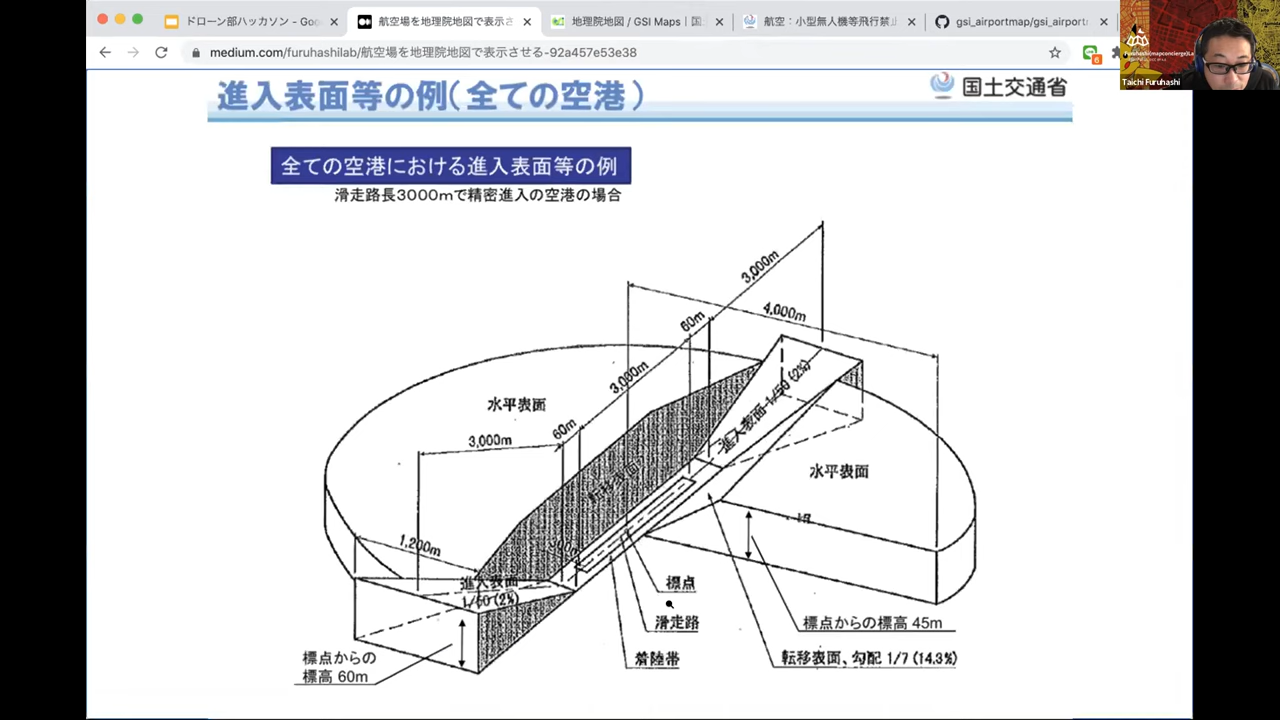 ドローン部ハッカソン - Goo
航空場を地理院地図で表示さ
地理院地図 / GSI Maps｜国
航空：小型無人機等飛行禁止
gsi_airportmap/gsi_airport
medium.com/furuhashilab/航空場を地理院地図で表示させる-92a457e53e38
6
Taichi Furuhashi
進入表面等の例（全ての空港）
国土交通省
全ての空港における進入表面等の例
滑走路長3000mで精密進入の空港の場合
3,000m
4,000m
60m
3,000m
水平表面
進入表面 1/50 (2%)
60m
3,000m
水平表面
転移表面
1,200m
300m
進入表面
1/50 (2%)
標点
標点からの標高 45m
滑走路
着陸帯
転移表面、勾配 1/7 (14.3%)
標点からの
標高 60m